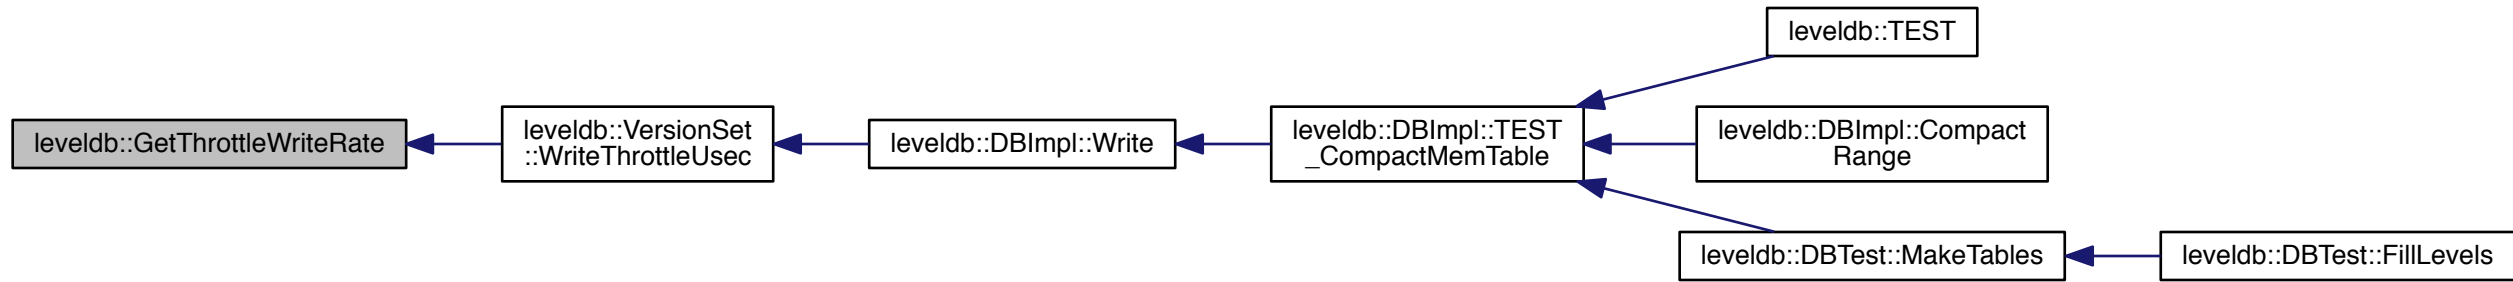 leveldb::GetThrottleWriteRate
leveldb::VersionSet
::WriteThrottleUsec
leveldb::DBImpl::Write
leveldb::DBImpl::TEST
_CompactMemTable
leveldb::TEST
leveldb::DBImpl::Compact
Range
leveldb::DBTest::MakeTables
leveldb::DBTest::FillLevels